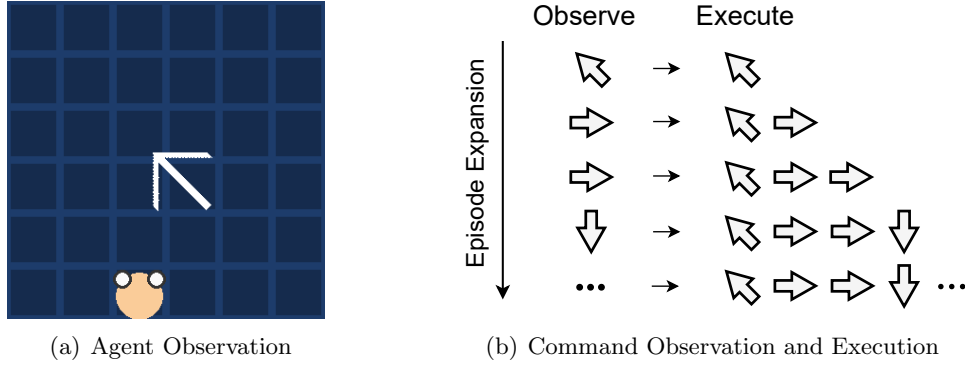 Observe Execute
Episode Expansion
(a) Agent Observation
(b) Command Observation and Execution